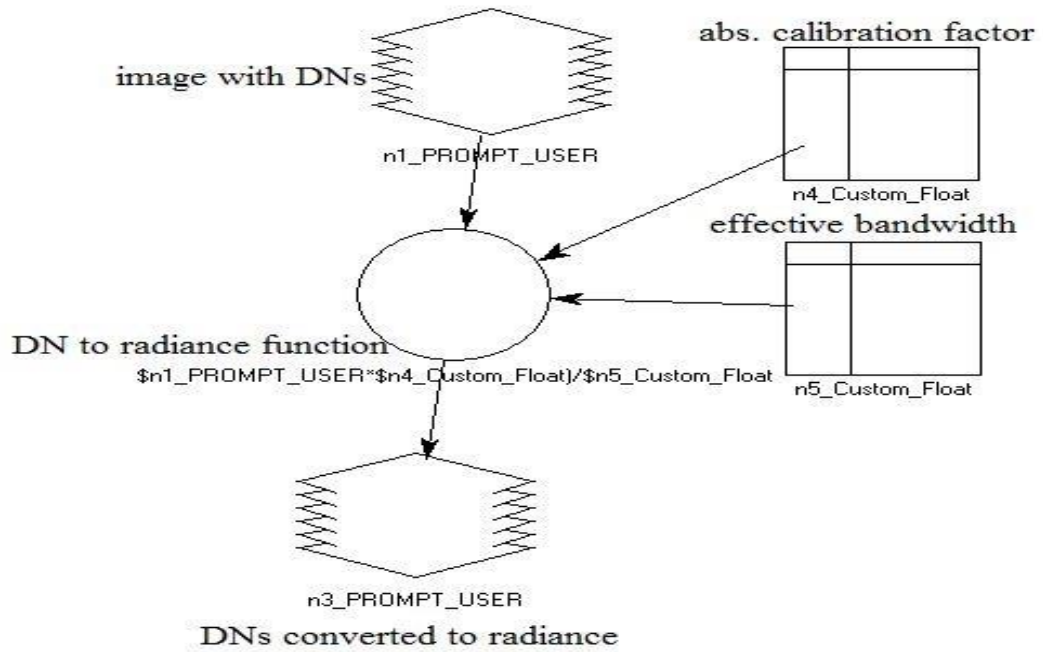 abs. calibration factor
image with DNs
n1_PROMPT_USER
n4_Custom_Float
effective bandwidth
DN to radiance function
$n1_PROMPT_USER*$n4_Custom_Float)/$n5_Custom_Float
n5_Custom_Float
n3_PROMPT_USER
DNs converted to radiance